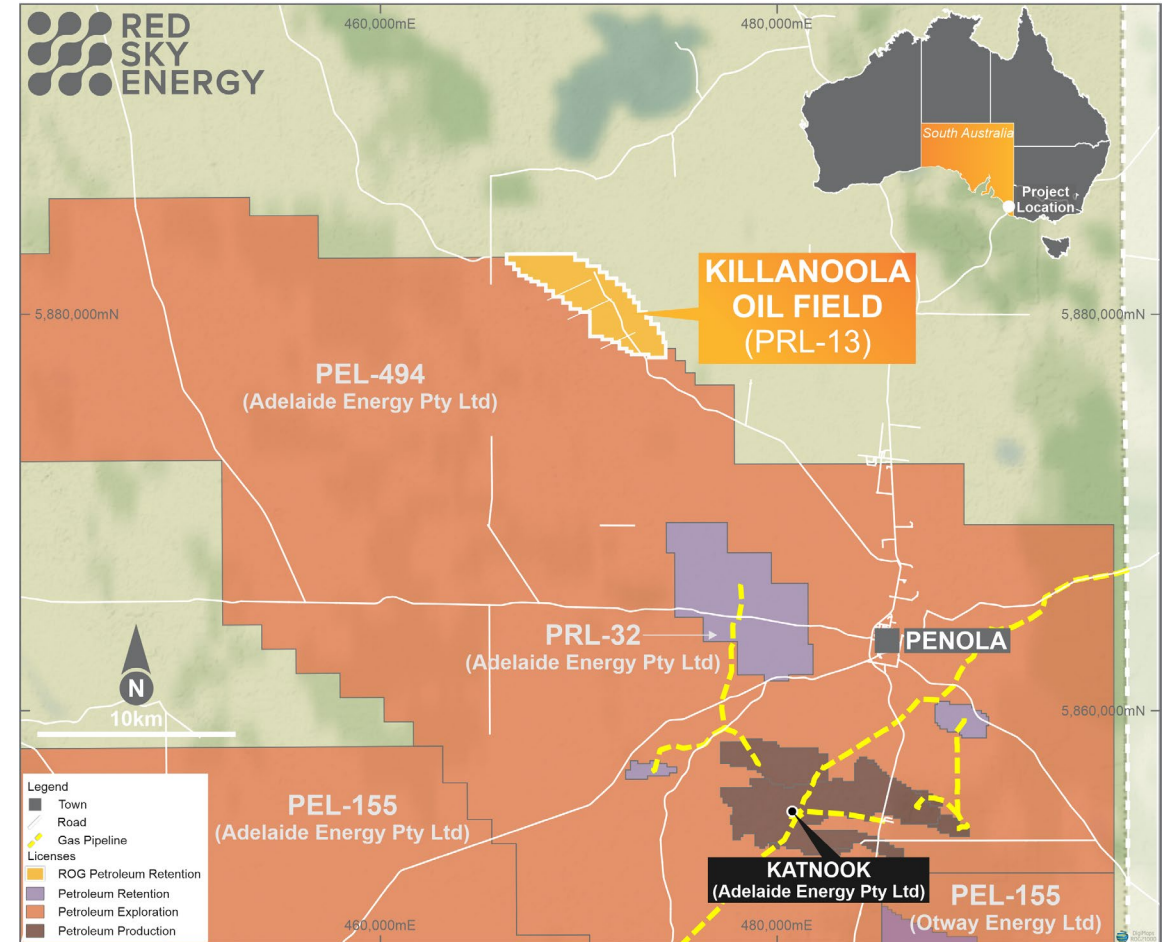 RED
SKY
ENERGY
460,000mE
480,000mE
South Australia
Project
Location
KILLANOOLA
OIL FIELD
(PRL-13)
5,880,000mN
5,880,000mN
PEL-494
(Adelaide Energy Pty Ltd)
PRL-32
(Adelaide Energy Pty Ltd)
PENOLA
N
10km
5,860,000mN
Legend
Town
Road
Gas Pipeline
Licenses
ROG Petroleum Retention
Petroleum Retention
Petroleum Exploration
Petroleum Production
PEL-155
(Adelaide Energy Pty Ltd)
KATNOOK
(Adelaide Energy Pty Ltd)
PEL-155
(Otway Energy Ltd)
460,000mE
480,000mE